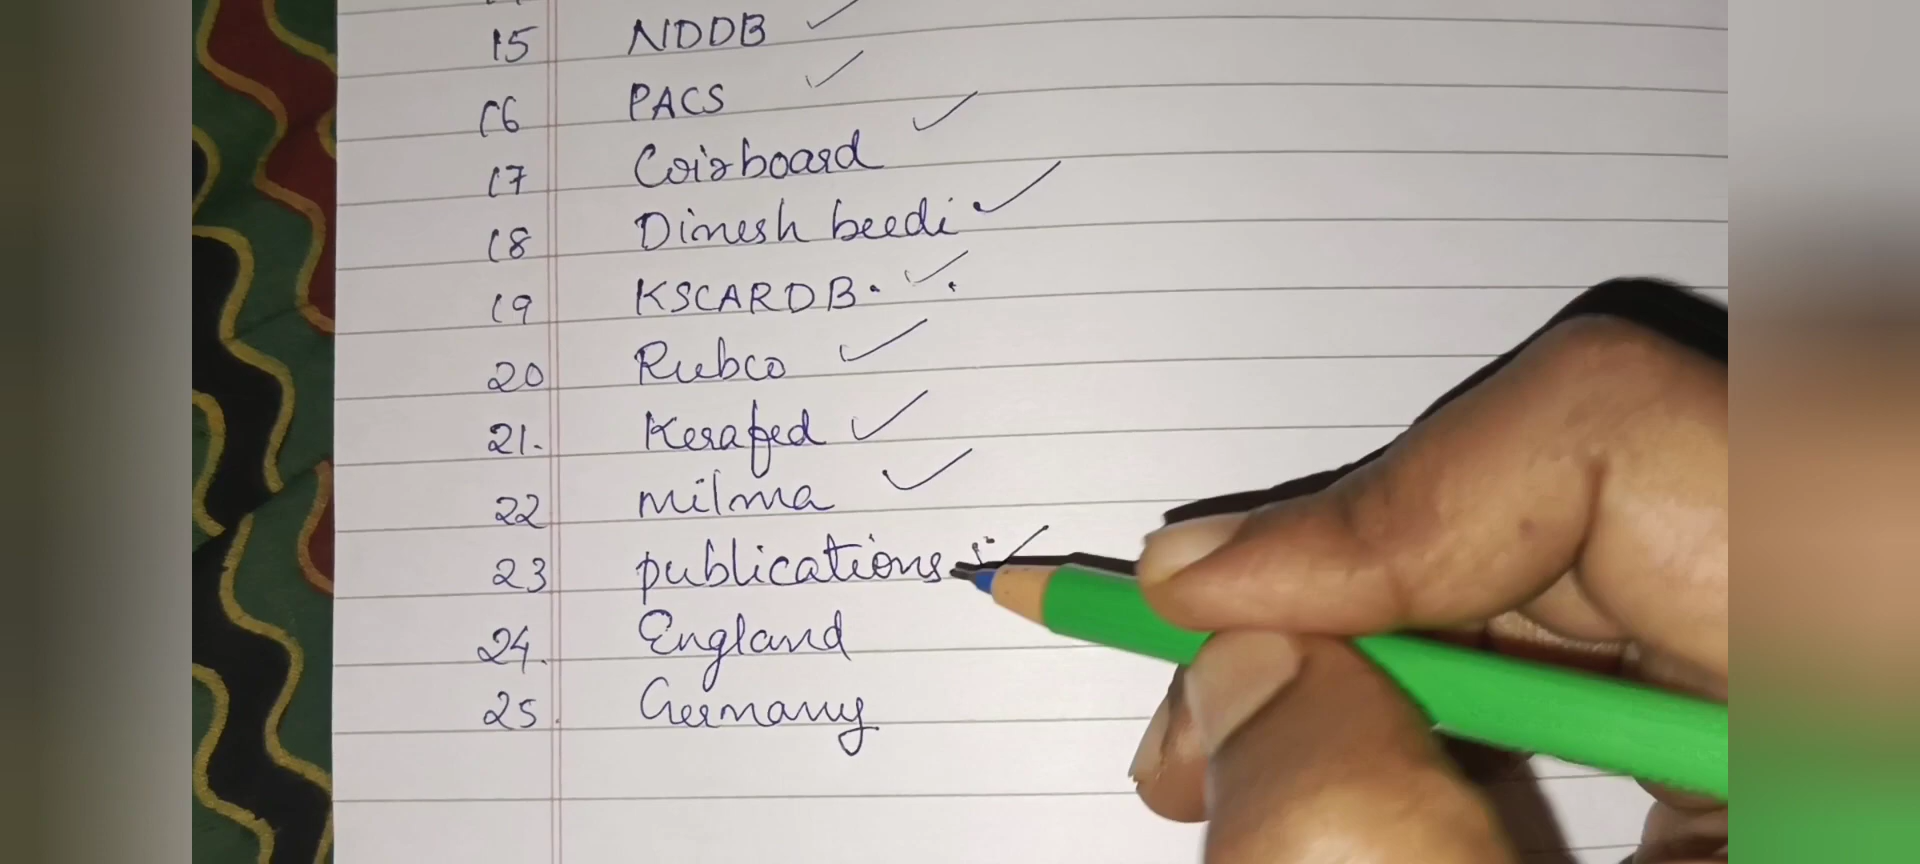 15 NDDB
16 PACS
17 Coirboard
18 Dinesh beedi
19 KSCARDB.
20 Rubco
21. Kerafed
22 Milma
23 publications
24. England
25. Germany